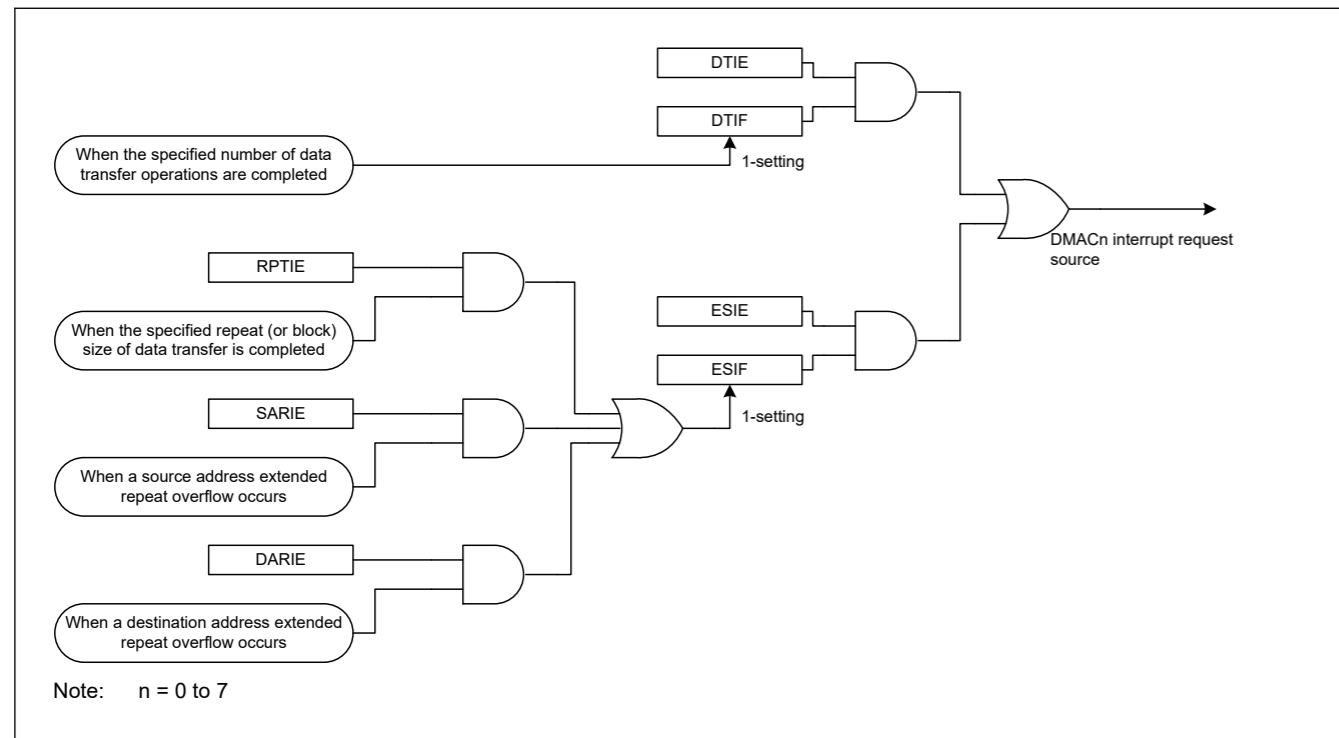 DTIE
DTIF
When the specified number of data
transfer operations are completed
1-setting
DMACn interrupt request
source
RPTIE
When the specified repeat (or block)
size of data transfer is completed
ESIE
ESIF
1-setting
SARIE
When a source address extended
repeat overflow occurs
DARIE
When a destination address extended
repeat overflow occurs
Note: n = 0 to 7